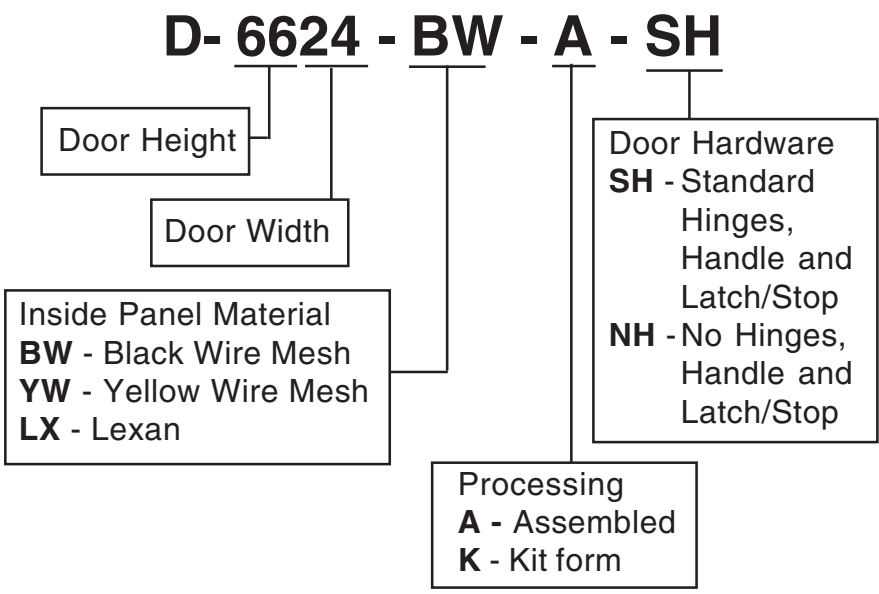 D- 6624 - BW - A - SH
Door Height
Door Width
Inside Panel Material
BW - Black Wire Mesh
YW - Yellow Wire Mesh
LX - Lexan
Processing
A - Assembled
K - Kit form
Door Hardware
SH - Standard
Hinges,
Handle and
Latch/Stop
NH - No Hinges,
Handle and
Latch/Stop